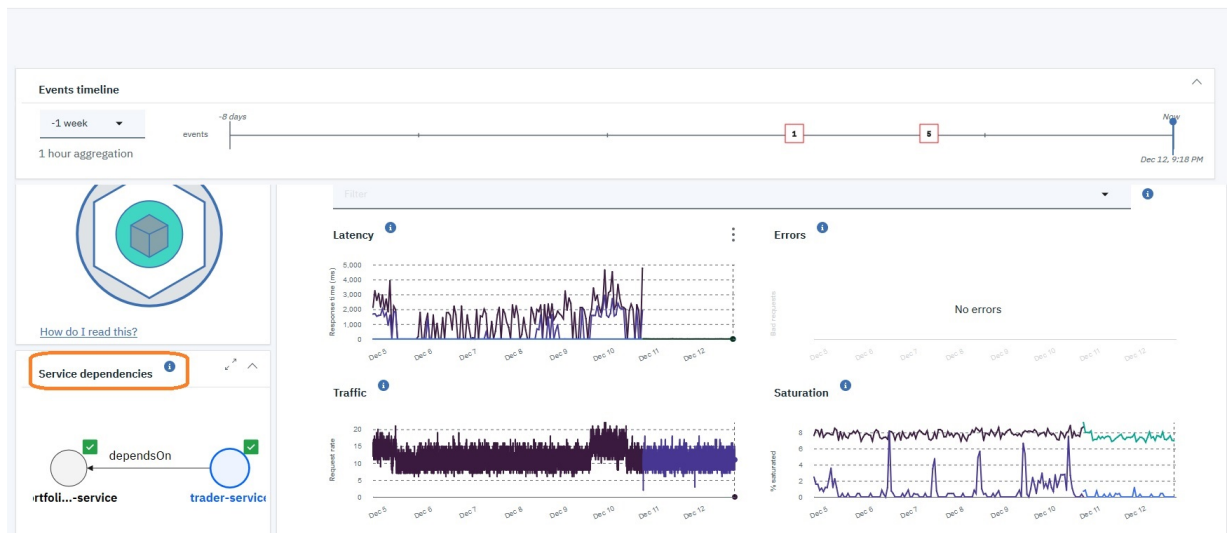 Events timeline
-1 week
1 hour aggregation
-8 days
events
1
5
Now
Dec 12, 9:18 PM
How do I read this?
Service dependencies
dependsOn
rtfoli...-service
trader-service
Filter
Latency
Response time (ms)
5,000
4,000
3,000
2,000
1,000
0
Dec 5
Dec 6
Dec 7
Dec 8
Dec 9
Dec 10
Dec 11
Dec 12
Errors
Bad requests
No errors
Dec 5
Dec 6
Dec 7
Dec 8
Dec 9
Dec 10
Dec 11
Dec 12
Traffic
Request rate
20
15
10
5
0
Dec 5
Dec 6
Dec 7
Dec 8
Dec 9
Dec 10
Dec 11
Dec 12
Saturation
% saturated
8
6
4
2
0
Dec 5
Dec 6
Dec 7
Dec 8
Dec 9
Dec 10
Dec 11
Dec 12